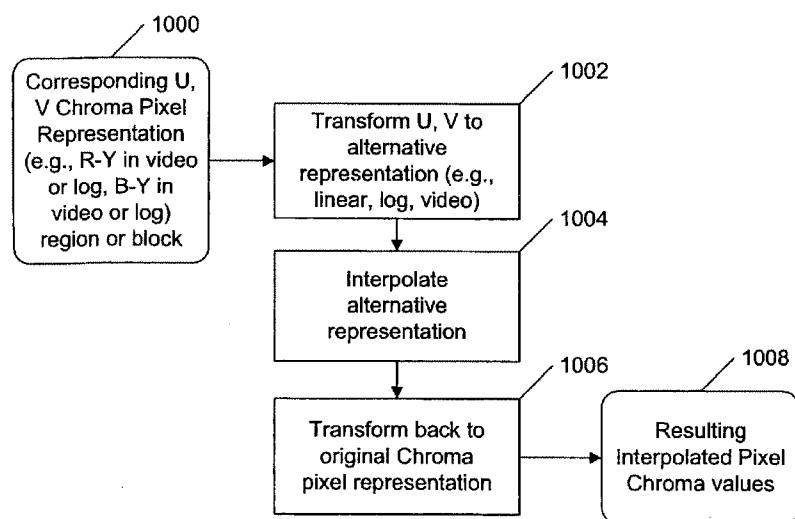 1000
Corresponding U,
V Chroma Pixel
Representation
(e.g., R-Y in video
or log, B-Y in
video or log)
region or block
1002
Transform U, V to
alternative
representation (e.g.,
linear, log, video)
1004
Interpolate
alternative
representation
1006
Transform back to
original Chroma
pixel representation
1008
Resulting
Interpolated Pixel
Chroma values